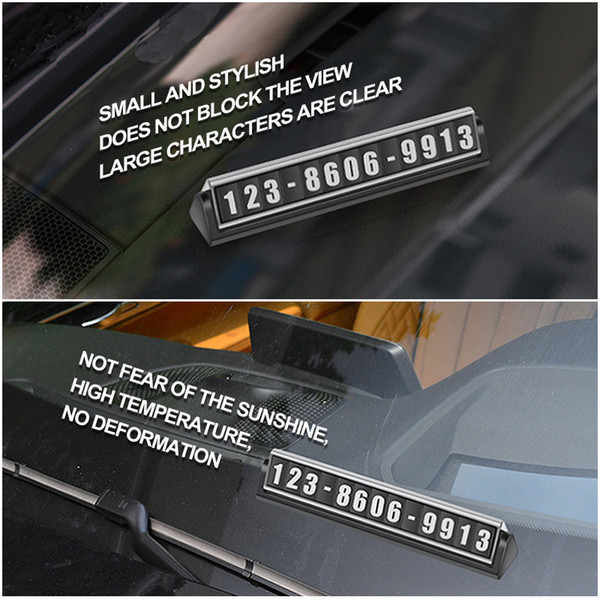 SMALL AND STYLISH
DOES NOT BLOCK THE VIEW
LARGE CHARACTERS ARE CLEAR
123-8606-9913
NOT FEAR OF THE SUNSHINE,
HIGH TEMPERATURE,
NO DEFORMATION
123-8606-9913